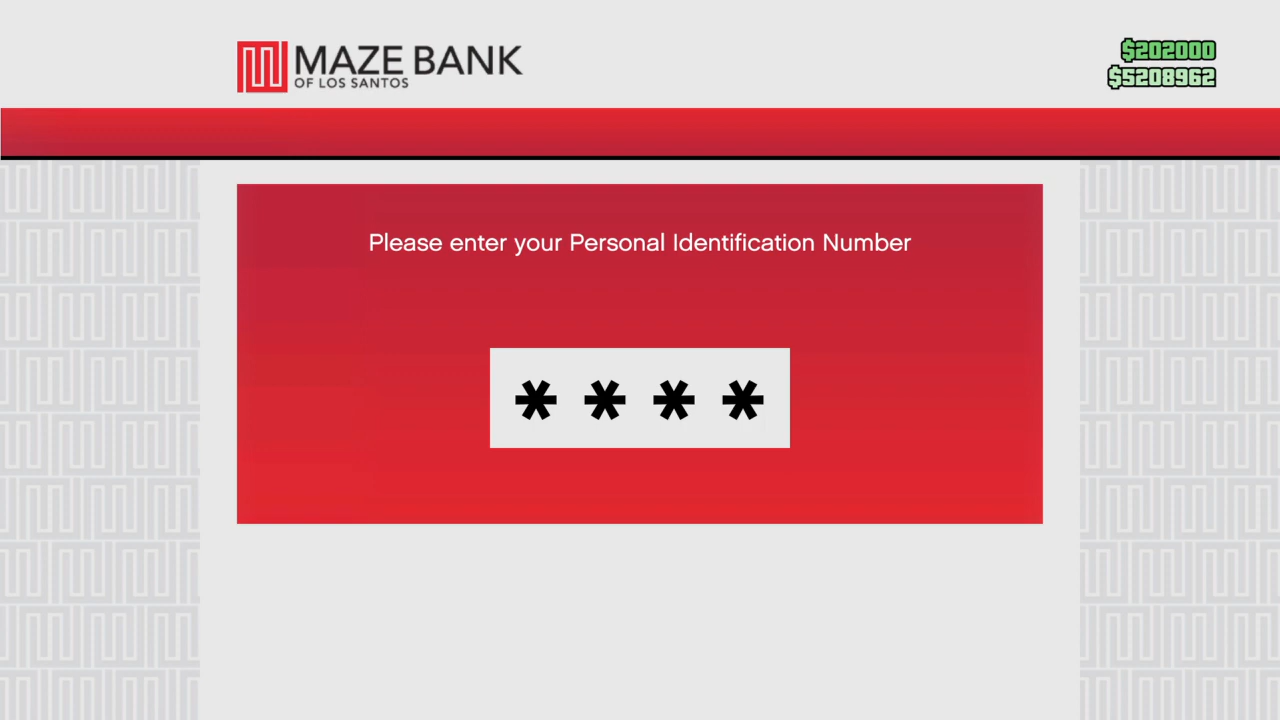 MAZE BANK
OF LOS SANTOS
$202000
$5208962
Please enter your Personal Identification Number
* * * *